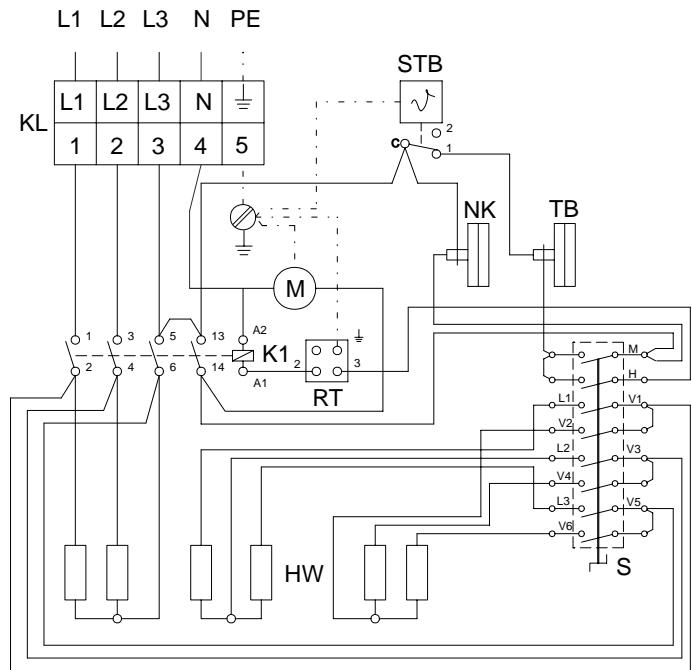 L1 L2 L3 N PE
STB
L1 L2 L3 N
KL
1 2 3 4 5
2
c
1
NK TB
M
1 3 5 13 A2
K1
2 4 6 14 A1
2 3
RT
M
H
L1 V1
V2
L2 V3
V4
L3 V5
V6
HW
S